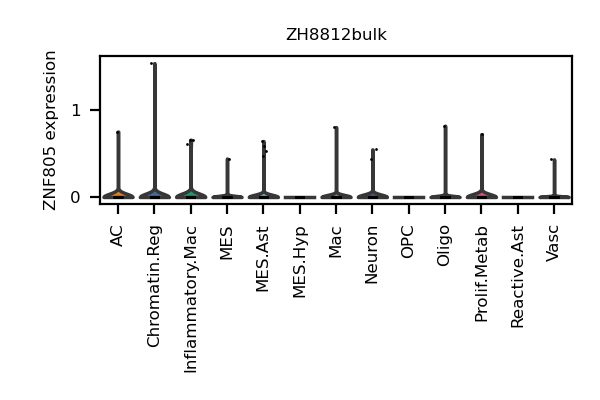 ZH8812bulk
ZNF805 expression
1
0
AC
Chromatin.Reg
Inflammatory.Mac
MES
MES.Ast
MES.Hyp
Mac
Neuron
OPC
Oligo
Prolif.Metab
Reactive.Ast
Vasc